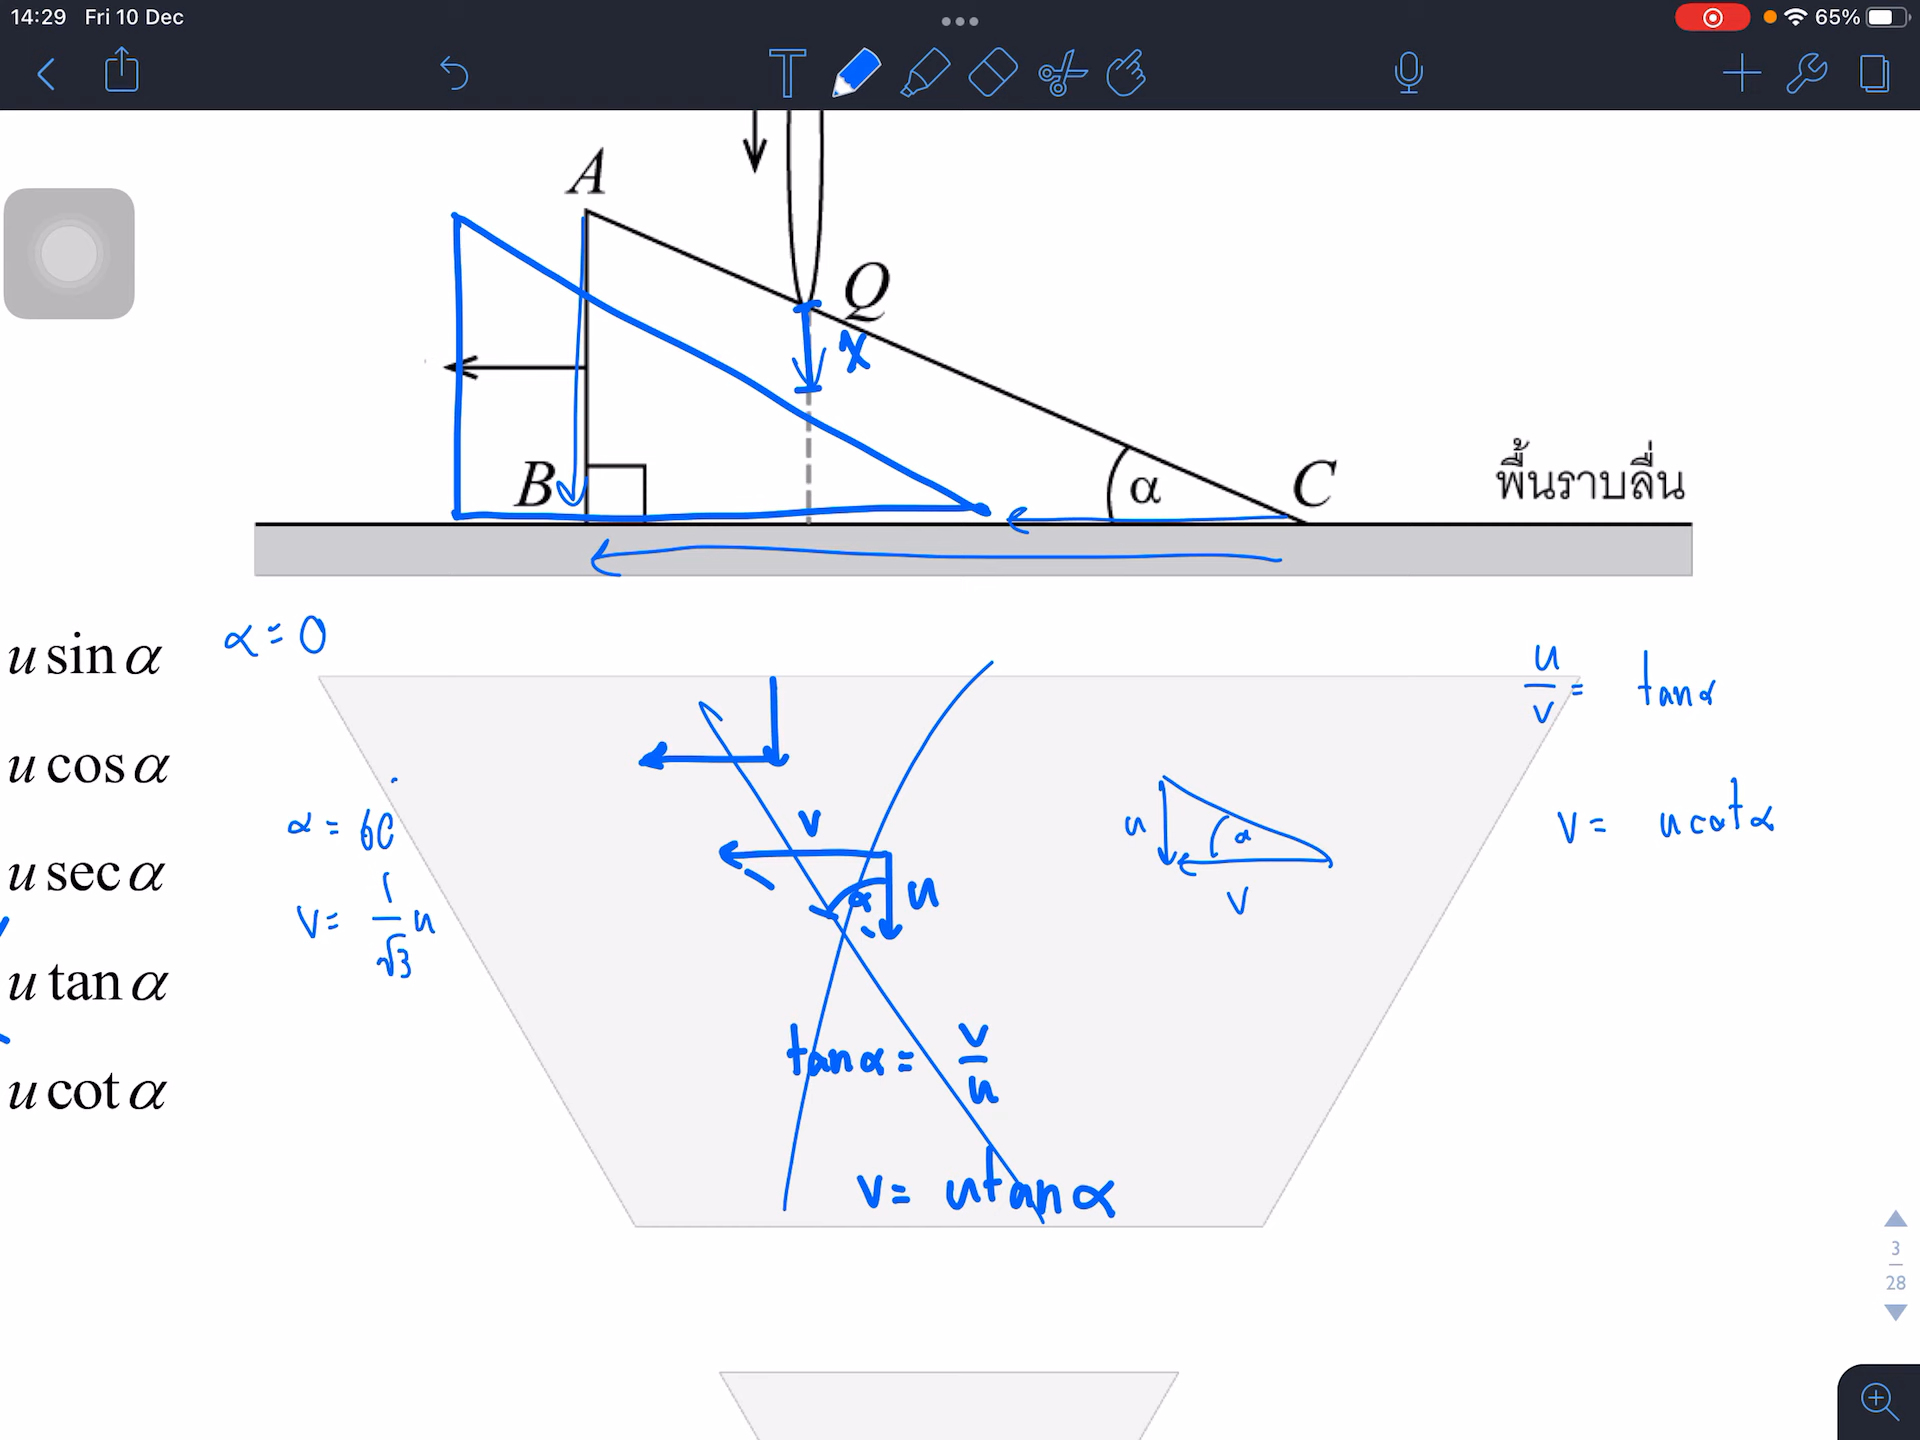 14:29 Fri 10 Dec
65%
T
A
Q
x
B
α
C
พื้นราบลื่น
u sin α
α = 0
u/v = tan α
u cos α
α = 60
v
u
α
v = u cot α
u sec α
v = 1/√3 u
v
α
u
u tan α
tan α = v/u
u cot α
v = u tan α
3
28